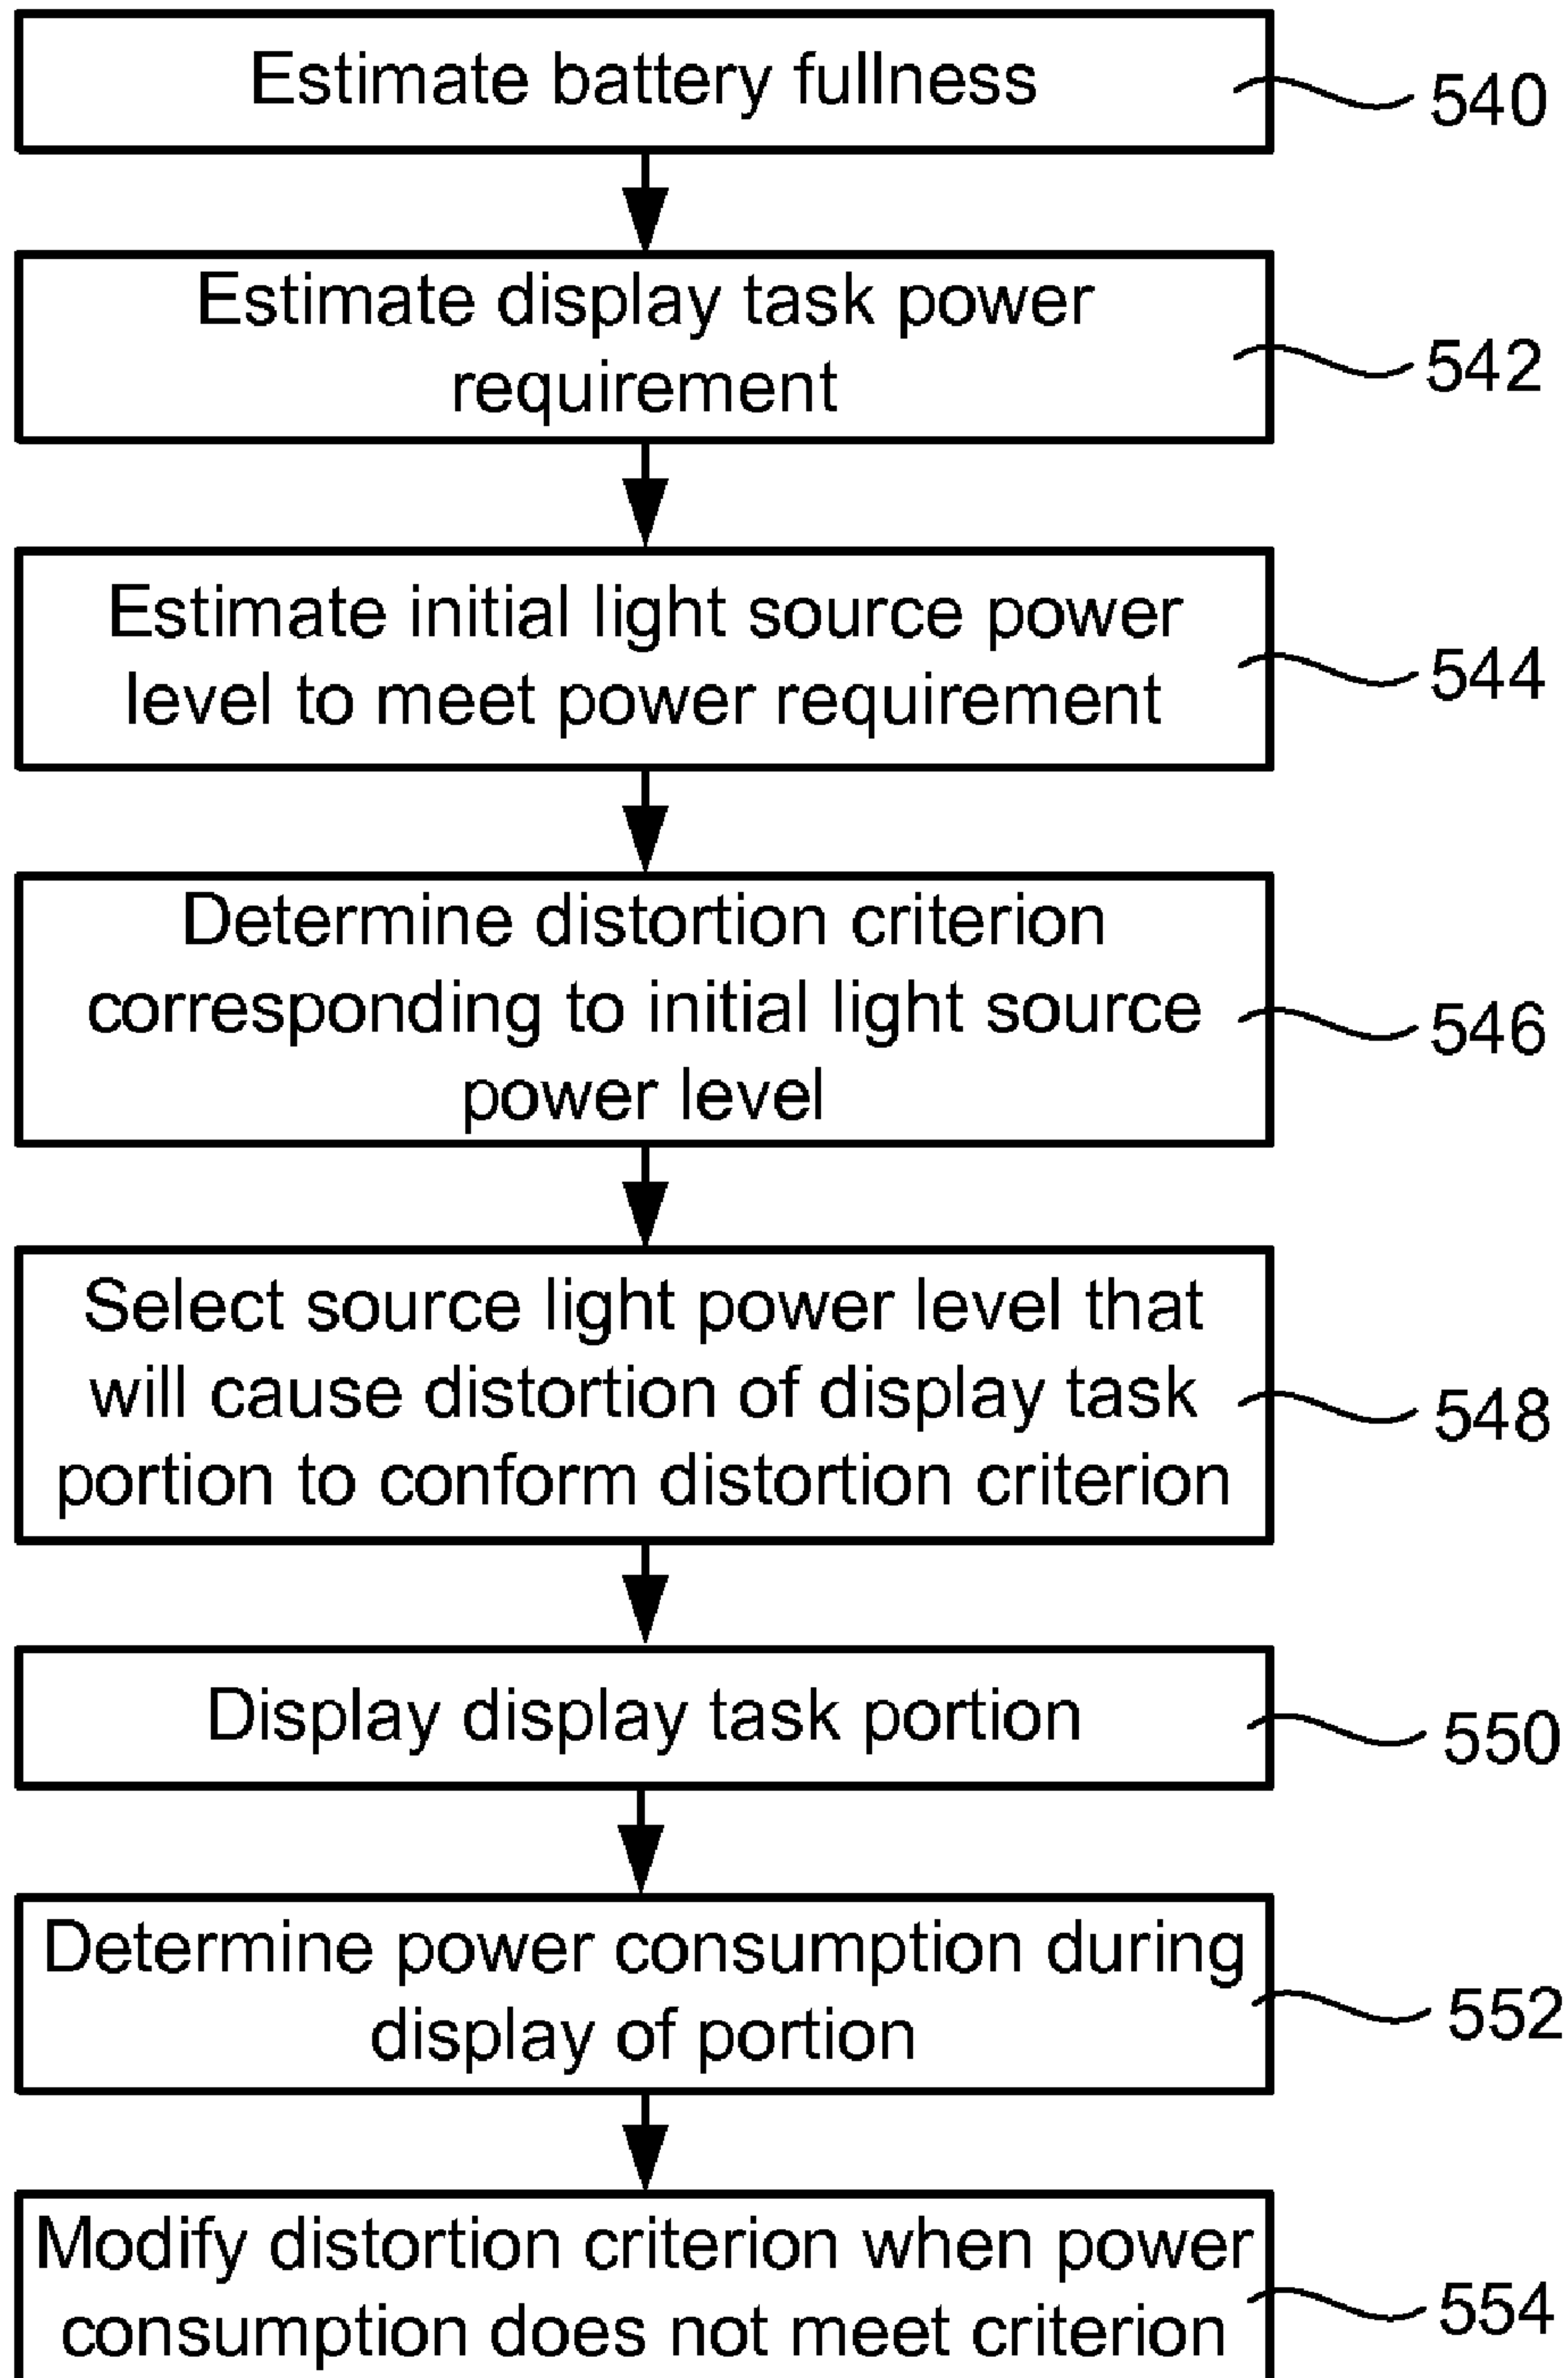 Estimate battery fullness
540
Estimate display task power
requirement
542
Estimate initial light source power
level to meet power requirement
544
Determine distortion criterion
corresponding to initial light source
power level
546
Select source light power level that
will cause distortion of display task
portion to conform distortion criterion
548
Display display task portion
550
Determine power consumption during
display of portion
552
Modify distortion criterion when power
consumption does not meet criterion
554